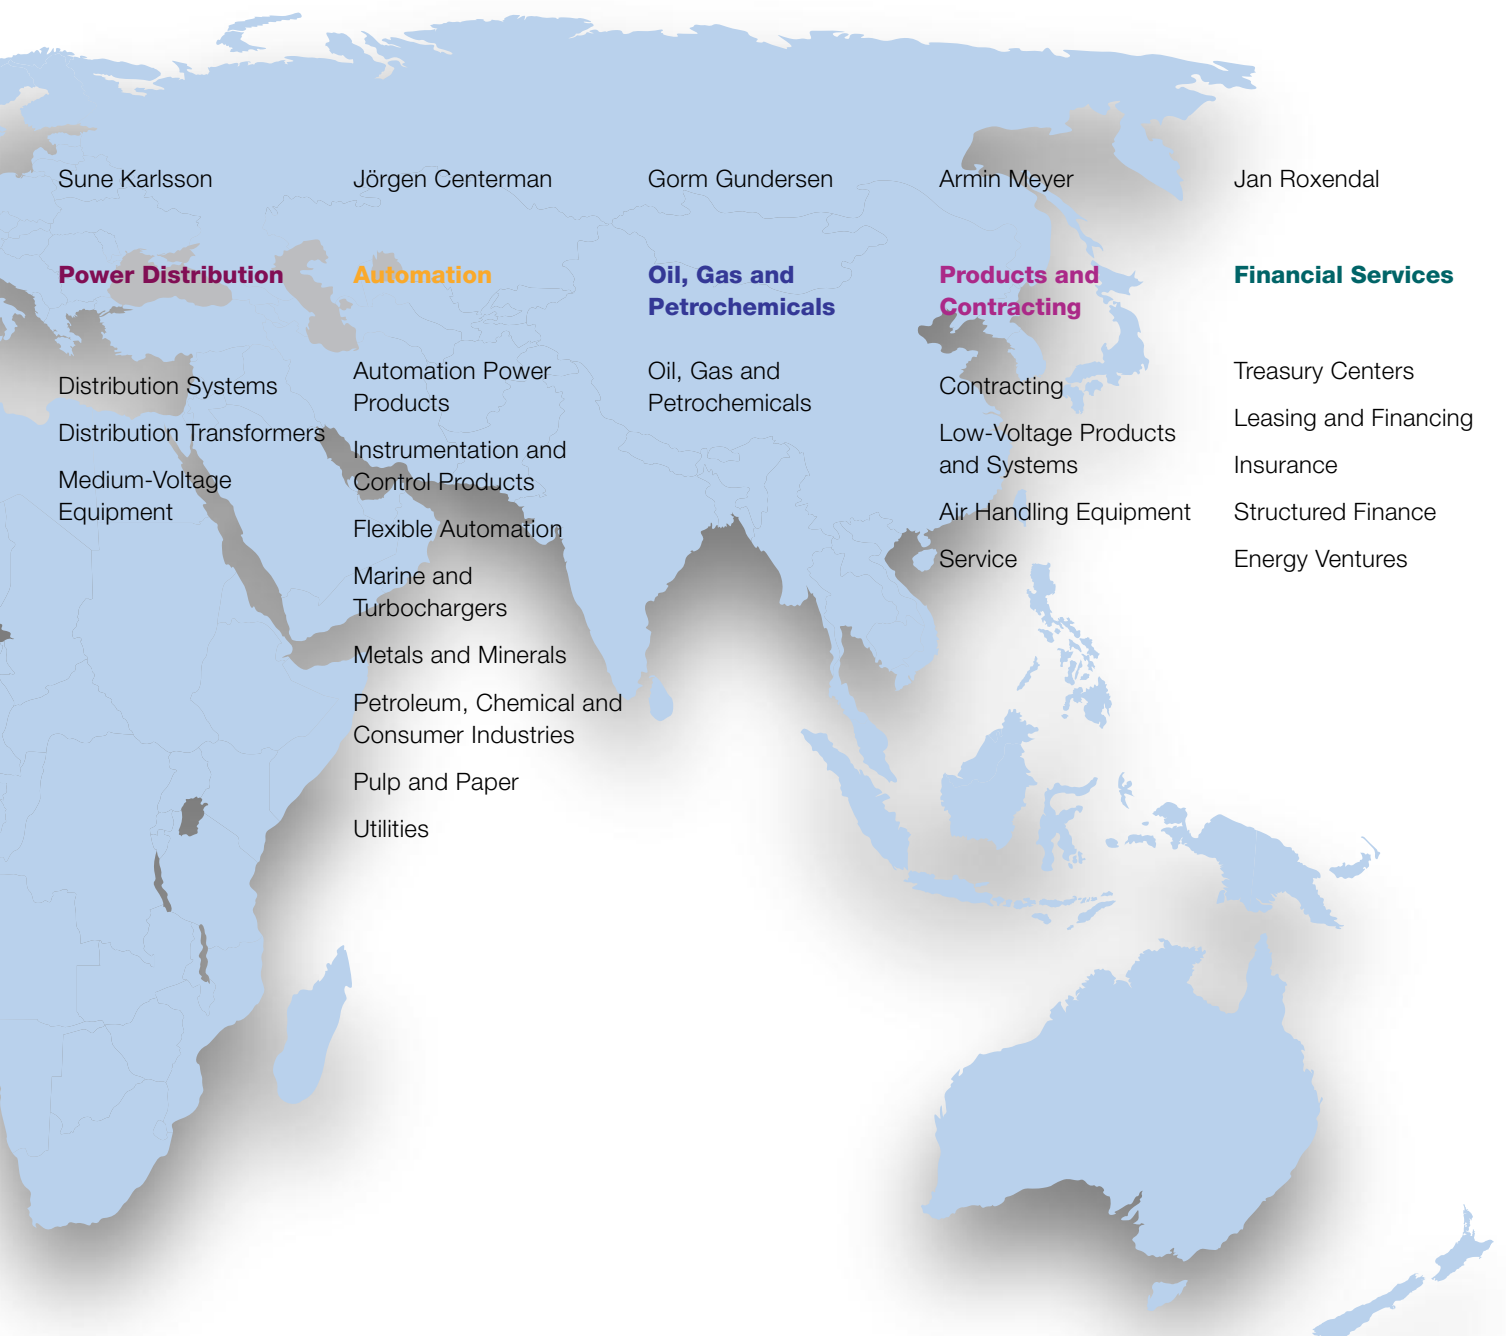 Sune Karlsson
Power Distribution
Distribution Systems
Distribution Transformers
Medium-Voltage
Equipment
Jörgen Centerman
Automation
Automation Power
Products
Instrumentation and
Control Products
Flexible Automation
Marine and
Turbochargers
Metals and Minerals
Petroleum, Chemical and
Consumer Industries
Pulp and Paper
Utilities
Gorm Gundersen
Oil, Gas and
Petrochemicals
Oil, Gas and
Petrochemicals
Armin Meyer
Products and
Contracting
Contracting
Low-Voltage Products
and Systems
Air Handling Equipment
Service
Jan Roxendal
Financial Services
Treasury Centers
Leasing and Financing
Insurance
Structured Finance
Energy Ventures